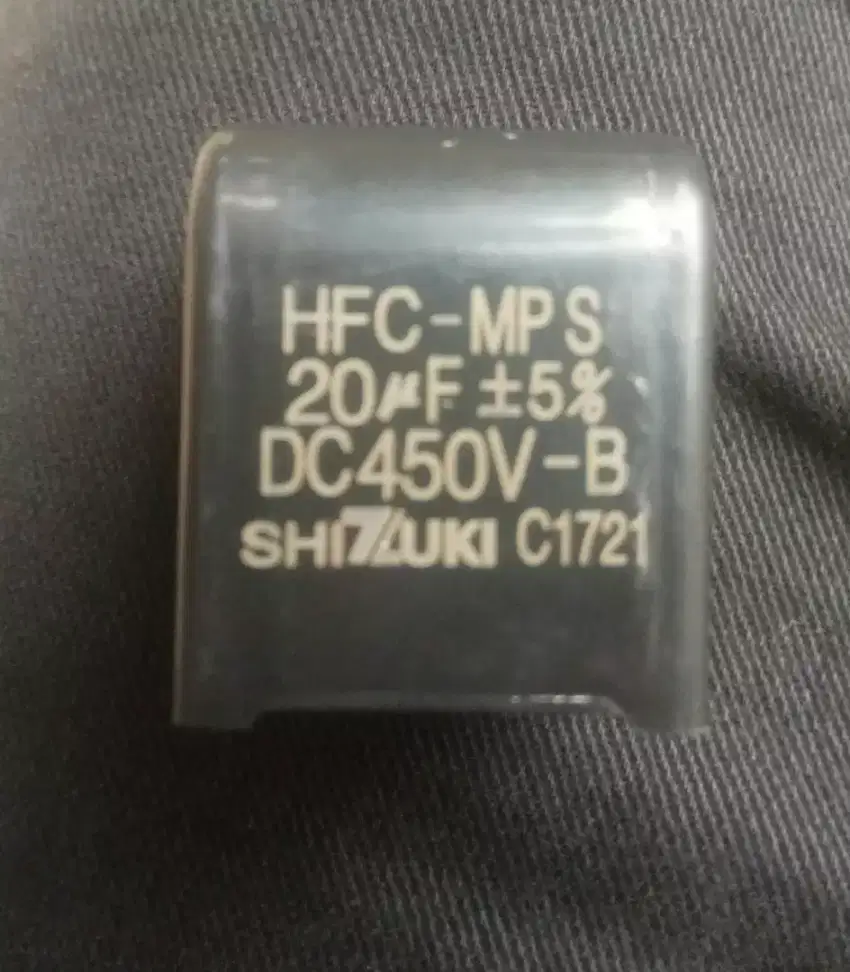 HFC-MPS
20μF ±5%
DC450V-B
SHIZUKI C1721